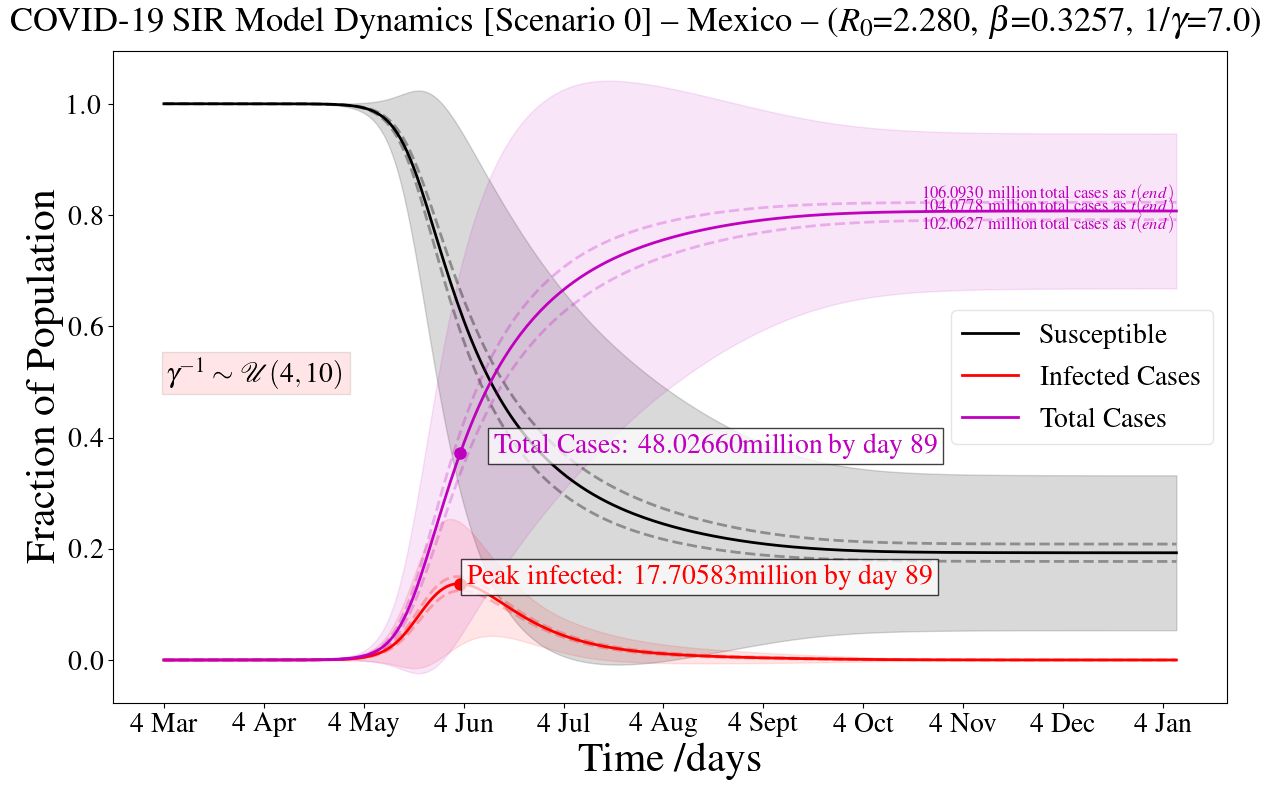 COVID-19 SIR Model Dynamics [Scenario 0] – Mexico – (R₀=2.280, β=0.3257, 1/γ=7.0)
Fraction of Population
1.0
0.8
0.6
0.4
0.2
0.0
106.0930 million total cases as t(end)
104.0778 million total cases as t(end)
102.0627 million total cases as t(end)
Susceptible
Infected Cases
Total Cases
γ⁻¹ ∼ 𝒰 (4, 10)
Total Cases: 48.02660million by day 89
Peak infected: 17.70583million by day 89
4 Mar 4 Apr 4 May 4 Jun 4 Jul 4 Aug 4 Sept 4 Oct 4 Nov 4 Dec 4 Jan
Time /days